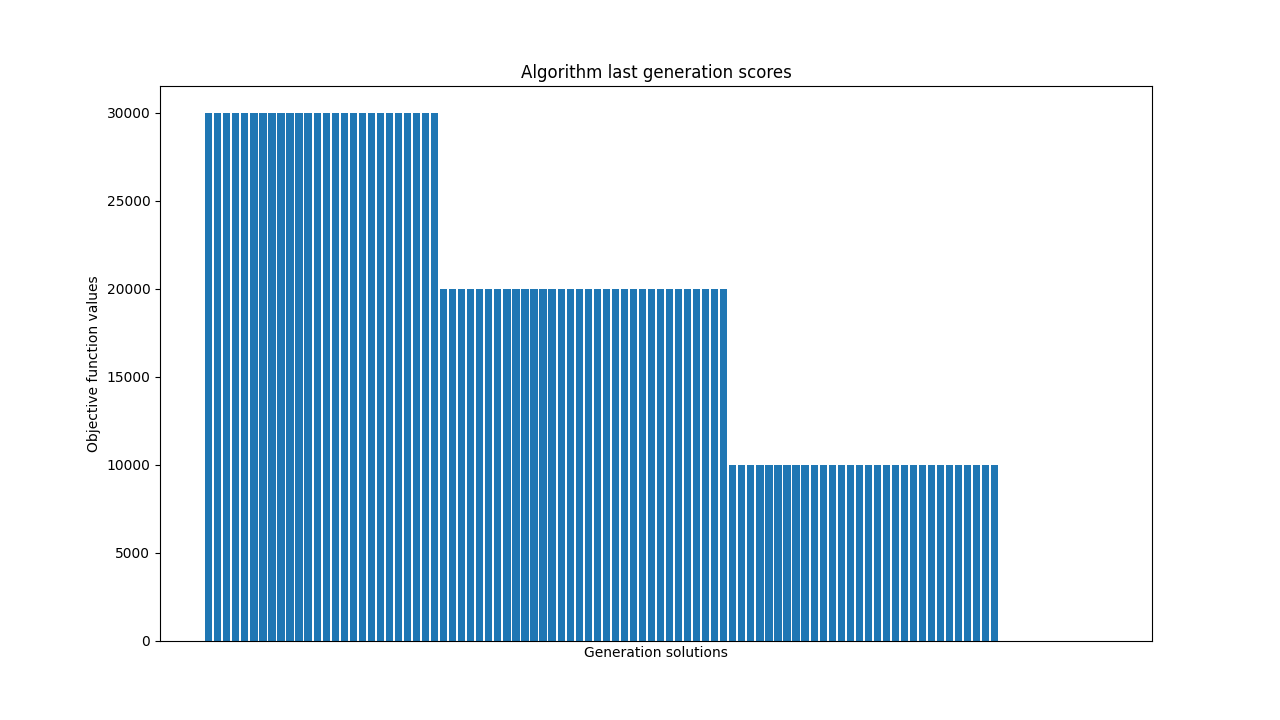 Algorithm last generation scores
30000
25000
20000
15000
10000
5000
0
Objective function values
Generation solutions